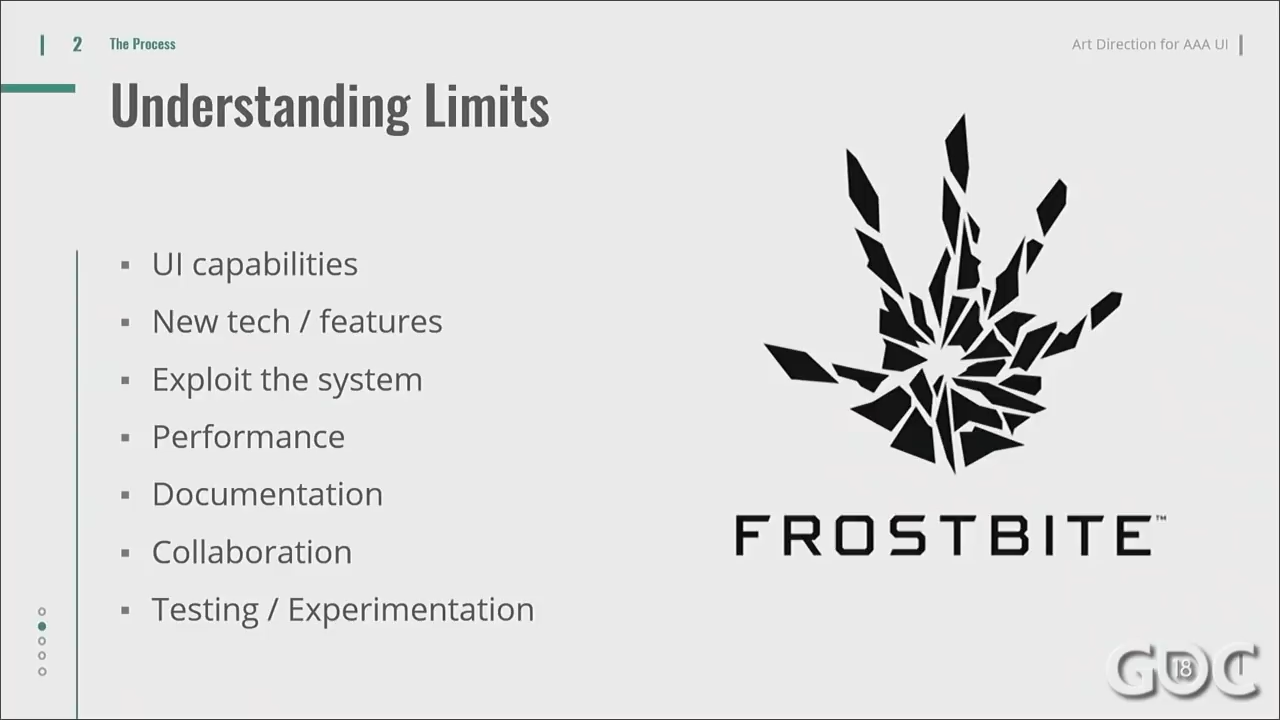 2 The Process
Art Direction for AAA UI
Understanding Limits
UI capabilities
New tech / features
Exploit the system
Performance
Documentation
Collaboration
Testing / Experimentation
FROSTBITE™
GDC 18